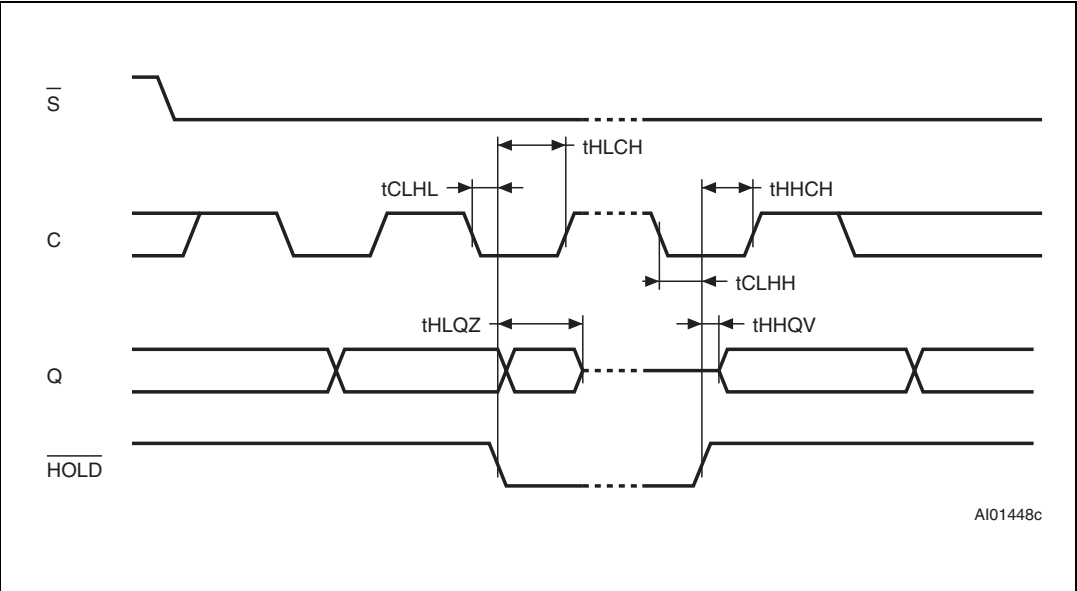 S
tHLCH
tCLHL
tHHCH
C
tCLHH
tHLQZ
tHHQV
Q
HOLD
AI01448c